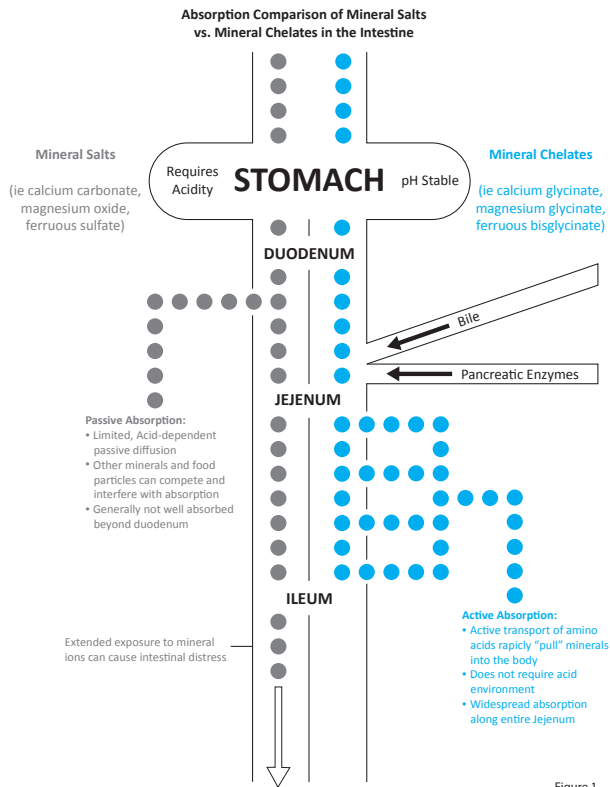 Absorption Comparison of Mineral Salts
vs. Mineral Chelates in the Intestine
Mineral Salts
(ie calcium carbonate,
magnesium oxide,
ferruous sulfate)
Requires
Acidity
STOMACH
pH Stable
Mineral Chelates
(ie calcium glycinate,
magnesium glycinate,
ferruous bisglycinate)
DUODENUM
Bile
Pancreatic Enzymes
JEJENUM
Passive Absorption:
• Limited, Acid-dependent
passive diffusion
• Other minerals and food
particles can compete and
interfere with absorption
• Generally not well absorbed
beyond duodenum
ILEUM
Extended exposure to mineral
ions can cause intestinal distress
Active Absorption:
• Active transport of amino
acids rapicly “pull” minerals
into the body
• Does not require acid
environment
• Widespread absorption
along entire Jejenum
Figure 1